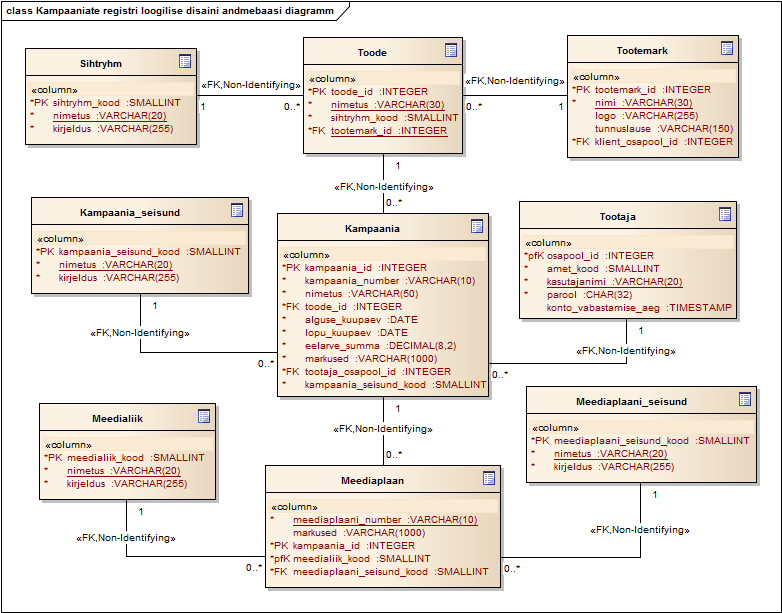 class Kampaaniate registri loogilise disaini andmebaasi diagramm
Sihtryhm
«column»
*PK sihtryhm_kood :SMALLINT
* nimetus :VARCHAR(20)
* kirjeldus :VARCHAR(255)
«FK,Non-Identifying»
1
0..*
Toode
«column»
*PK toode_id :INTEGER
* nimetus :VARCHAR(30)
* sihtryhm_kood :SMALLINT
*FK tootemark_id :INTEGER
«FK,Non-Identifying»
0..*
1
Tootemark
«column»
*PK tootemark_id :INTEGER
* nimi :VARCHAR(30)
logo :VARCHAR(255)
tunnuslause :VARCHAR(150)
*FK klient_osapool_id :INTEGER
1
«FK,Non-Identifying»
0..*
Kampaania_seisund
«column»
*PK kampaania_seisund_kood :SMALLINT
* nimetus :VARCHAR(20)
* kirjeldus :VARCHAR(255)
1
«FK,Non-Identifying»
0..*
Kampaania
«column»
*PK kampaania_id :INTEGER
* kampaania_number :VARCHAR(10)
* nimetus :VARCHAR(50)
*FK toode_id :INTEGER
* alguse_kuupaev :DATE
* lopu_kuupaev :DATE
* eelarve_summa :DECIMAL(8,2)
* markused :VARCHAR(1000)
*FK tootaja_osapool_id :INTEGER
* kampaania_seisund_kood :SMALLINT
Tootaja
«column»
*pfK osapool_id :INTEGER
* amet_kood :SMALLINT
* kasutajanimi :VARCHAR(20)
* parool :CHAR(32)
konto_vabastamise_aeg :TIMESTAMP
1
«FK,Non-Identifying»
0..*
1
«FK,Non-Identifying»
0..*
Meedialiik
«column»
*PK meedialiik_kood :SMALLINT
* nimetus :VARCHAR(20)
* kirjeldus :VARCHAR(255)
1
«FK,Non-Identifying»
0..*
Meediaplaan
«column»
* meediaplaani_number :VARCHAR(10)
markused :VARCHAR(1000)
*PK kampaania_id :INTEGER
*pfK meedialiik_kood :SMALLINT
*FK meediaplaani_seisund_kood :SMALLINT
Meediaplaani_seisund
«column»
*PK meediaplaani_seisund_kood :SMALLINT
* nimetus :VARCHAR(20)
* kirjeldus :VARCHAR(255)
1
«FK,Non-Identifying»
0..*